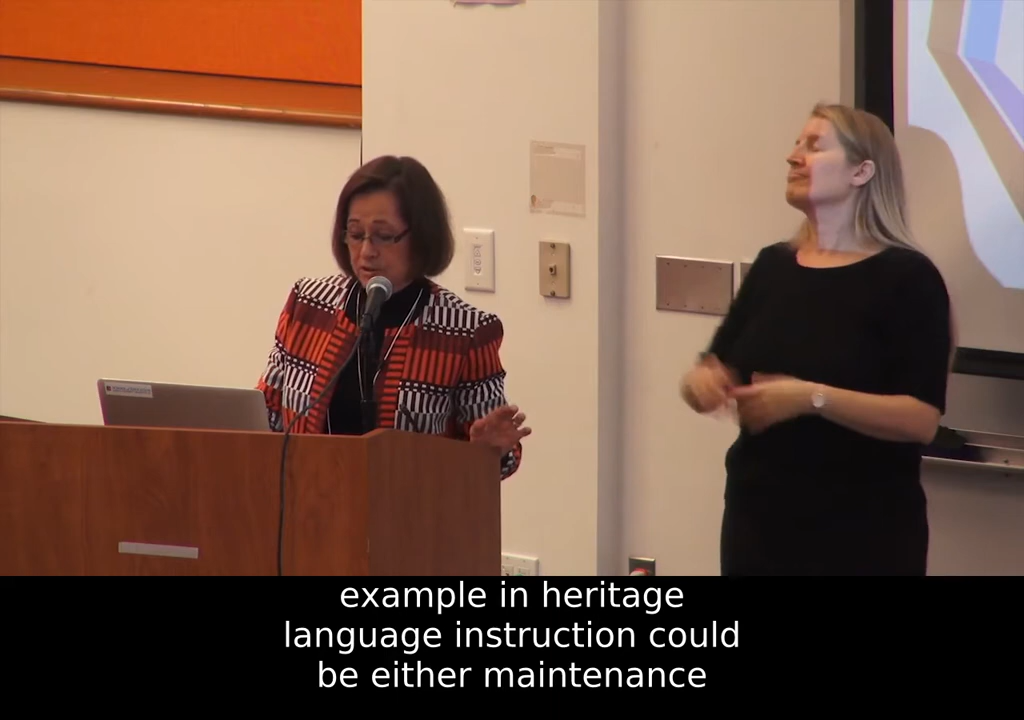 example in heritage
language instruction could
be either maintenance